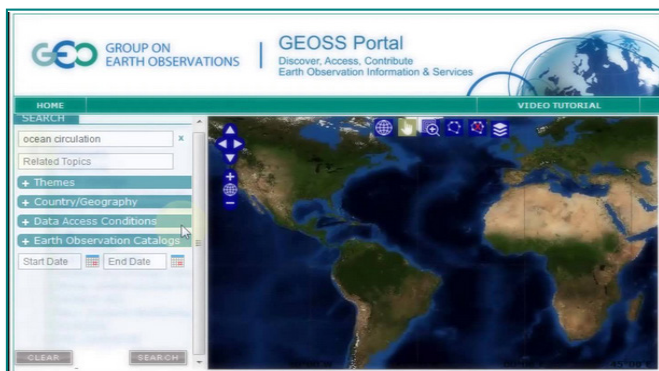 GEO
GROUP ON
EARTH OBSERVATIONS
GEOSS Portal
Discover, Access, Contribute
Earth Observation Information & Services
HOME
VIDEO TUTORIAL
SEARCH
ocean circulation x
Related Topics
+ Themes
+ Country/Geography
+ Data Access Conditions
+ Earth Observation Catalogs
Start Date
End Date
CLEAR
SEARCH